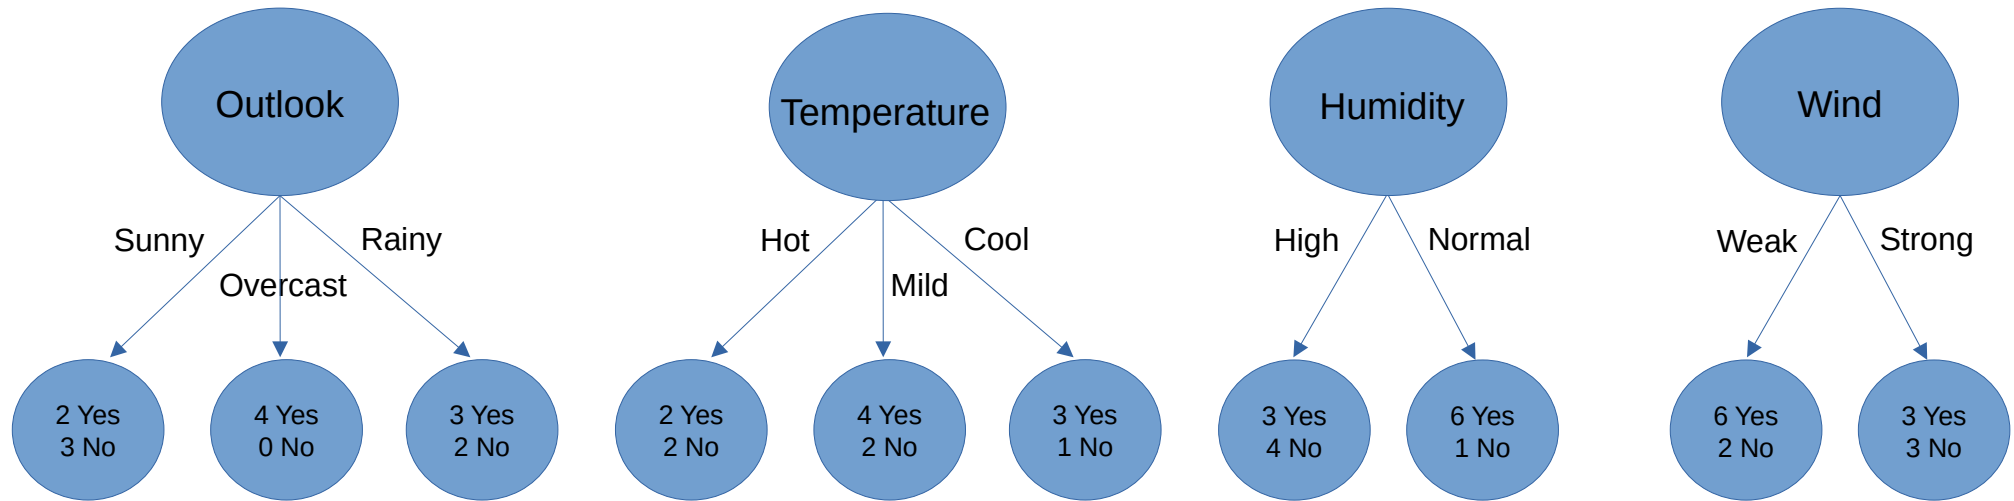 Outlook
Temperature
Humidity
Wind
Sunny
Overcast
Rainy
Hot
Mild
Cool
High
Normal
Weak
Strong
2 Yes
3 No
4 Yes
0 No
3 Yes
2 No
2 Yes
2 No
4 Yes
2 No
3 Yes
1 No
3 Yes
4 No
6 Yes
1 No
6 Yes
2 No
3 Yes
3 No